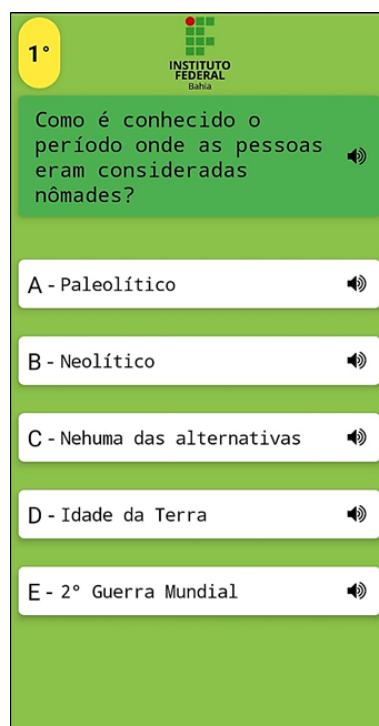 1°
INSTITUTO
FEDERAL
Bahia
Como é conhecido o
período onde as pessoas
eram consideradas
nômades?
A - Paleolítico
B - Neolítico
C - Nehuma das alternativas
D - Idade da Terra
E - 2° Guerra Mundial